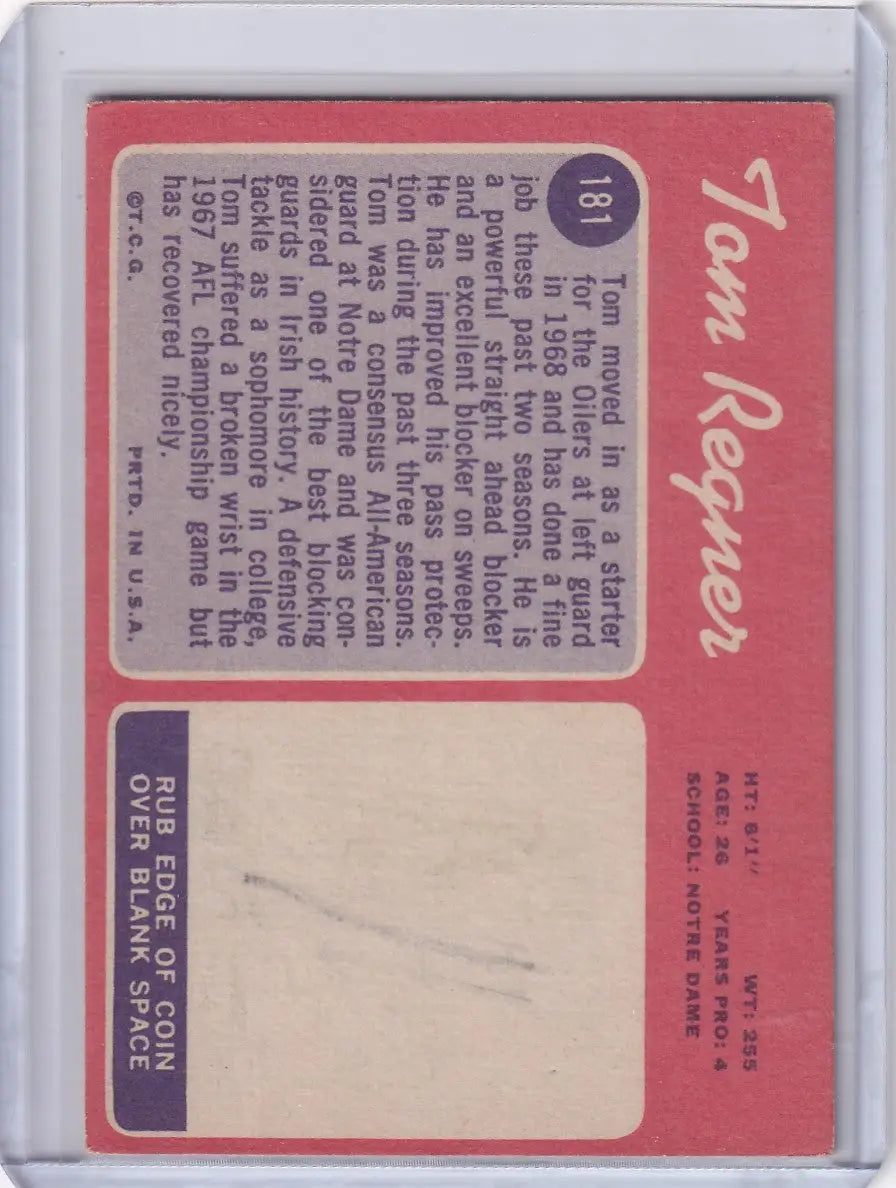 Tom Regner
HT: 6'1" WT: 255
AGE: 26 YEARS PRO: 4
SCHOOL: NOTRE DAME
181
Tom moved in as a starter
for the Oilers at left guard
in 1968 and has done a fine
job these past two seasons. He is
a powerful straight ahead blocker
and an excellent blocker on sweeps.
He has improved his pass protec-
tion during the past three seasons.
Tom was a consensus All-American
guard at Notre Dame and was con-
sidered one of the best blocking
guards in Irish history. A defensive
tackle as a sophomore in college,
Tom suffered a broken wrist in the
1967 AFL championship game but
has recovered nicely.
©T.C.G. PRTD. IN U.S.A.
RUB EDGE OF COIN
OVER BLANK SPACE